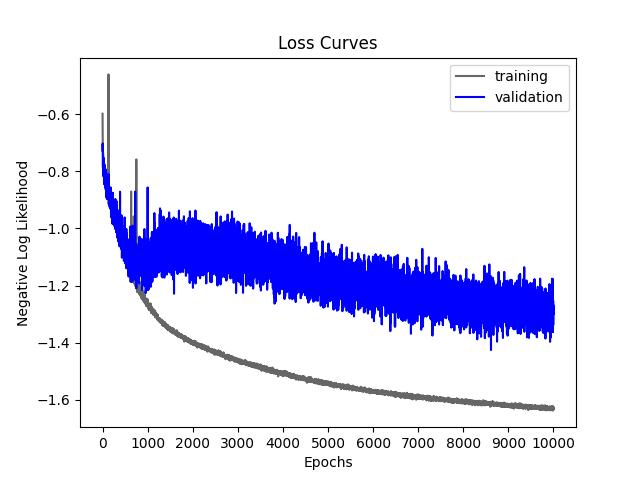 Loss Curves
training
validation
Negative Log Likelihood
−0.6
−0.8
−1.0
−1.2
−1.4
−1.6
0 1000 2000 3000 4000 5000 6000 7000 8000 9000 10000
Epochs